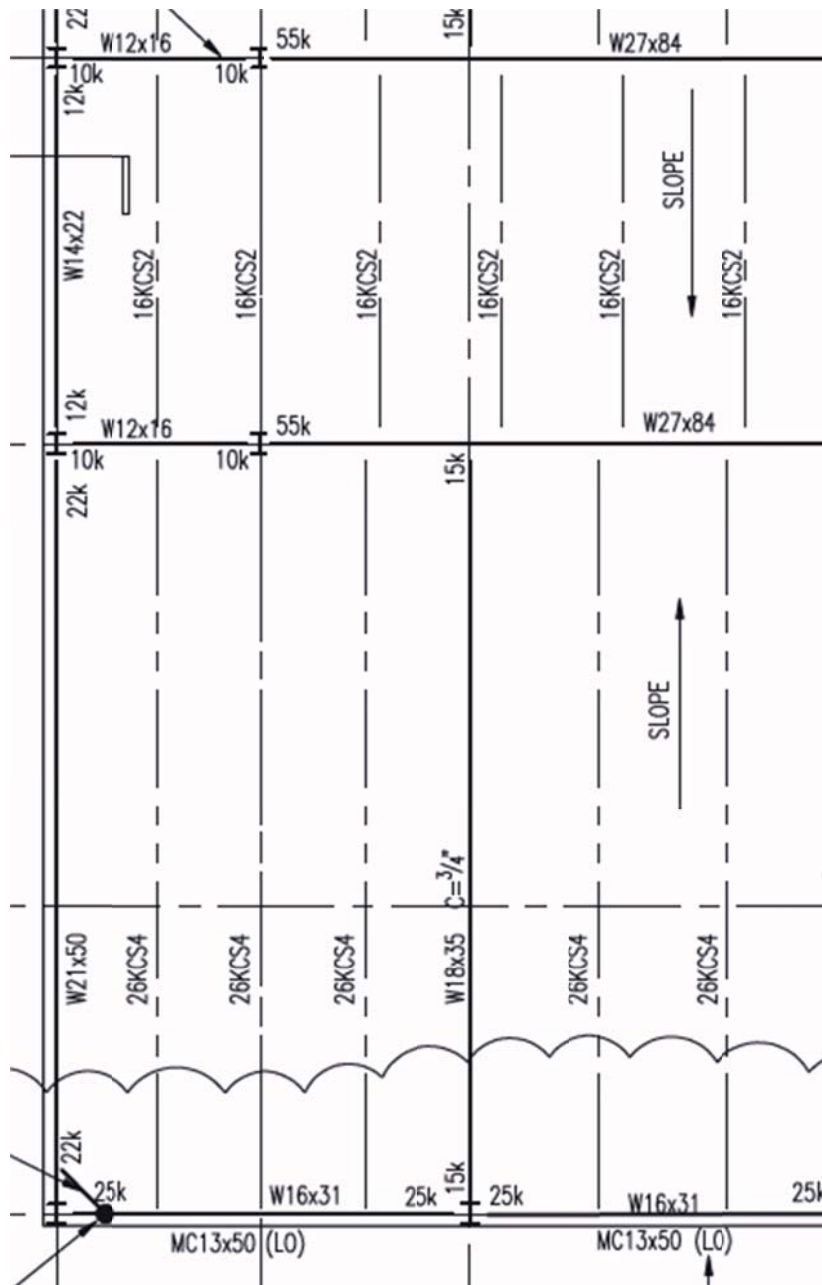 22
15k
W12x16
55k
W27x84
10k
10k
12k
SLOPE
W14x22
16KCS2
16KCS2
16KCS2
16KCS2
16KCS2
16KCS2
12k
W12x16
55k
W27x84
10k
10k
15k
22k
SLOPE
C=3/4"
W21x50
26KCS4
26KCS4
26KCS4
W18x35
26KCS4
26KCS4
22k
15k
25k
W16x31
25k
25k
W16x31
25k
MC13x50 (LO)
MC13x50 (LO)